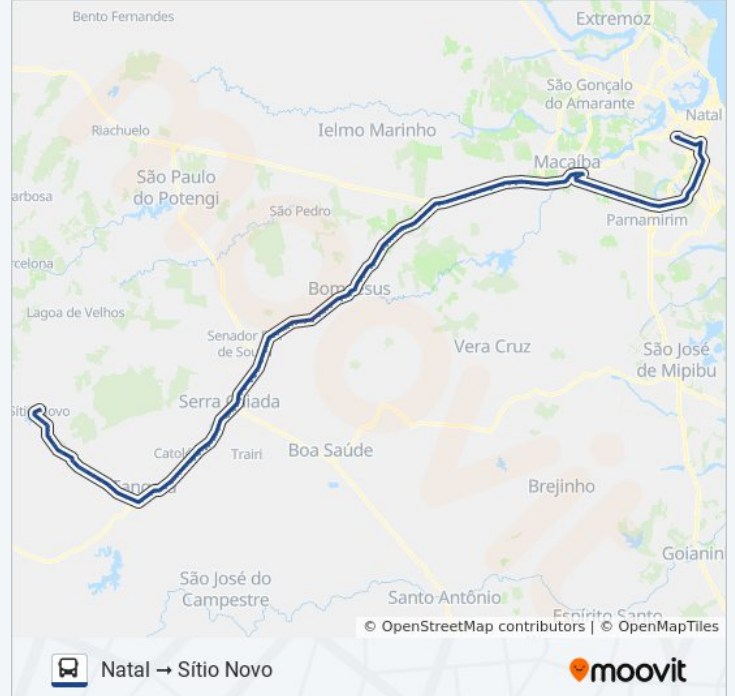 Bento Fernandes
Extremoz
São Gonçalo
do Amarante
Natal
Riachuelo
Ielmo Marinho
Macaíba
São Paulo
do Potengi
São Pedro
Parnamirim
Lagoa de Velhos
Senador
de Sou
Vera Cruz
São José
de Mipibu
Serra
Trairi
Boa Saúde
Brejinho
Goianin
São José do
Campestre
Santo Antônio
Espírito Santo
© OpenStreetMap contributors | © OpenMapTiles
Natal → Sítio Novo
moovit